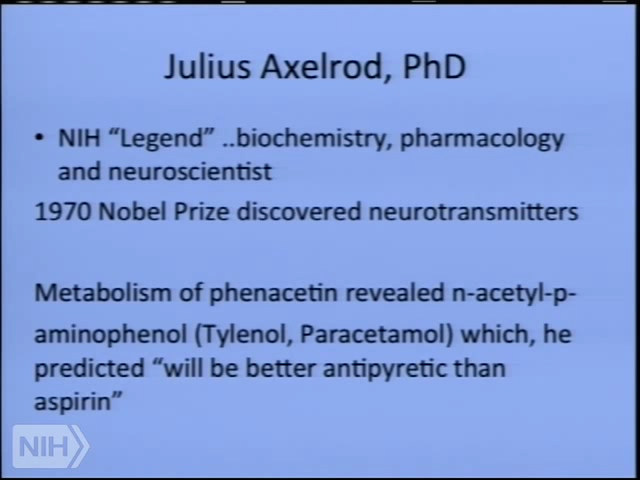 Julius Axelrod, PhD
• NIH “Legend” ..biochemistry, pharmacology
and neuroscientist
1970 Nobel Prize discovered neurotransmitters
Metabolism of phenacetin revealed n-acetyl-p-
aminophenol (Tylenol, Paracetamol) which, he
predicted “will be better antipyretic than
aspirin”
NIH